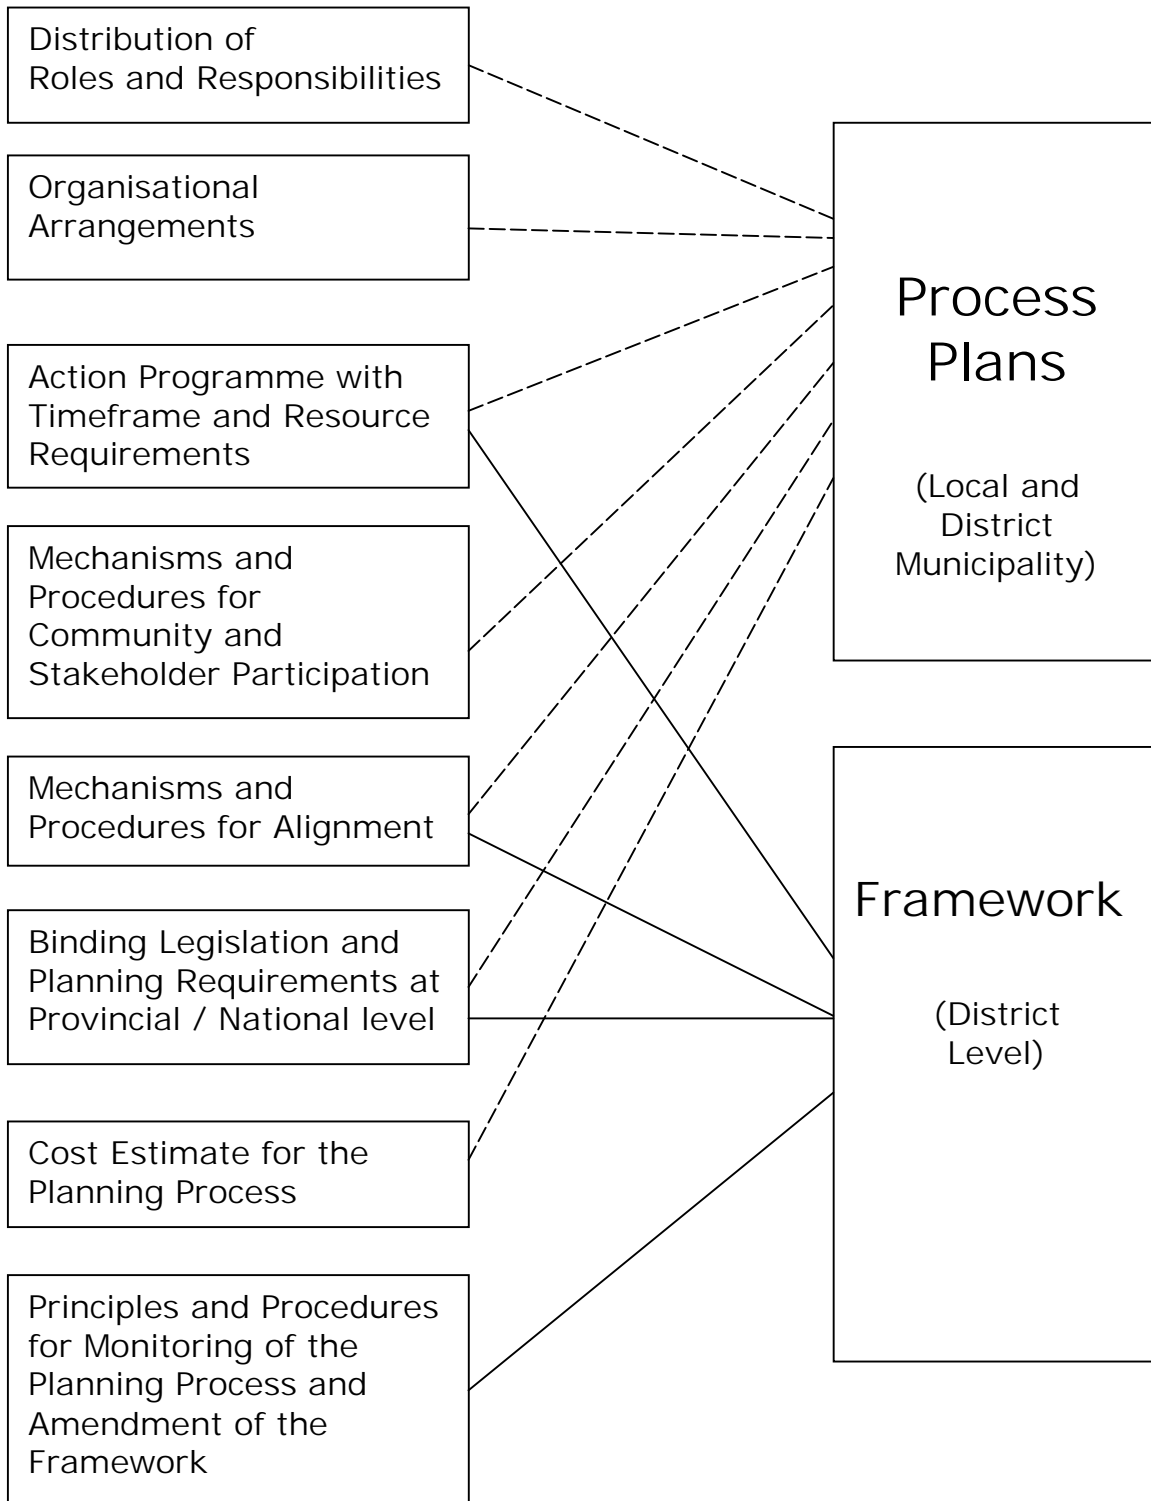 Distribution of
Roles and Responsibilities
Organisational
Arrangements
Action Programme with
Timeframe and Resource
Requirements
Mechanisms and
Procedures for
Community and
Stakeholder Participation
Mechanisms and
Procedures for Alignment
Binding Legislation and
Planning Requirements at
Provincial / National level
Cost Estimate for the
Planning Process
Principles and Procedures
for Monitoring of the
Planning Process and
Amendment of the
Framework
Process
Plans
(Local and
District
Municipality)
Framework
(District
Level)